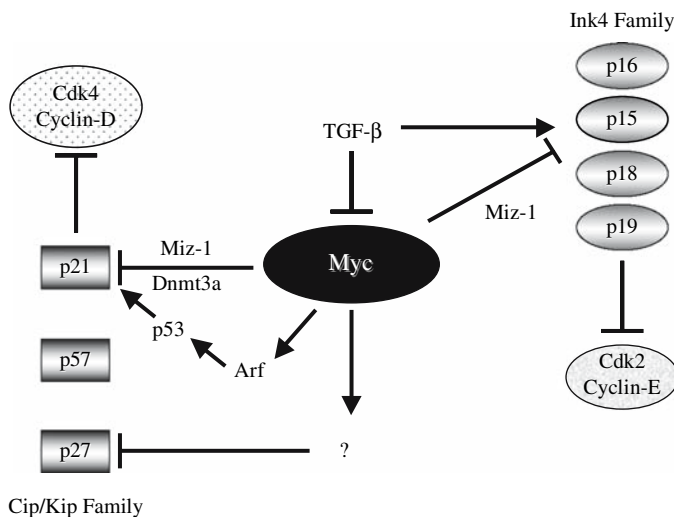 Ink4 Family
p16
Cdk4
Cyclin-D
TGF-β
p15
p18
Miz-1
p19
Miz-1
p21
Myc
Dnmt3a
p53
Arf
p57
Cdk2
Cyclin-E
p27
?
Cip/Kip Family